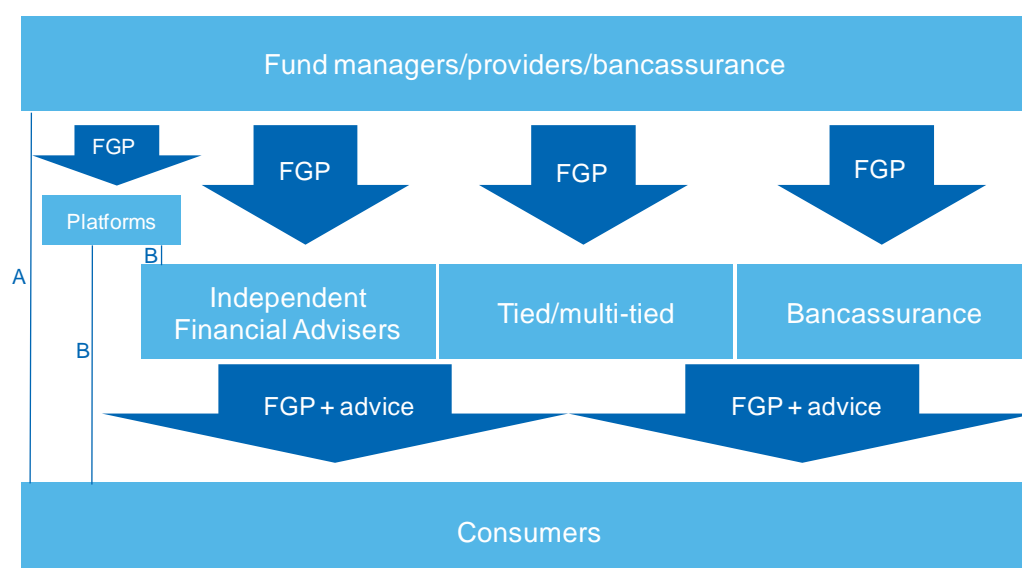 Fund managers/providers/bancassurance
FGP
FGP
FGP
FGP
Platforms
A
B
B
Independent
Financial Advisers
Tied/multi-tied
Bancassurance
FGP + advice
FGP + advice
Consumers